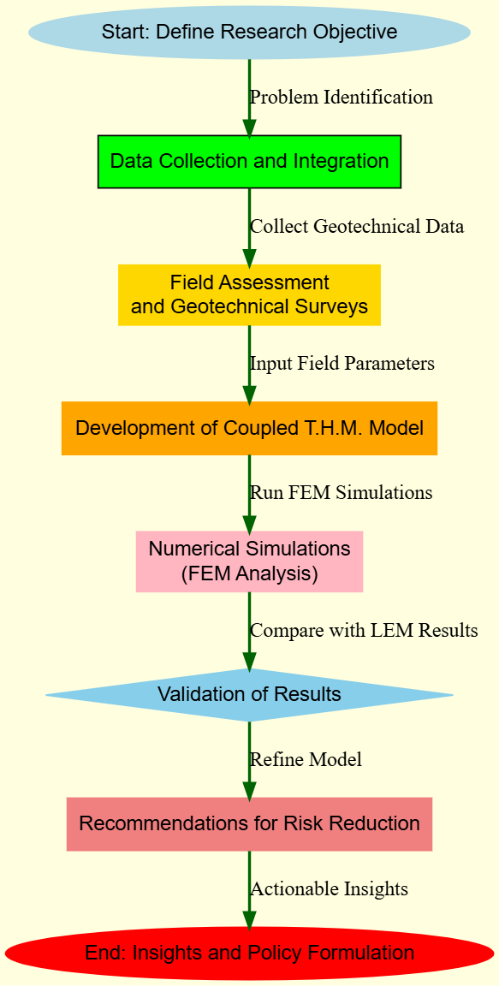 Start: Define Research Objective
Problem Identification
Data Collection and Integration
Collect Geotechnical Data
Field Assessment
and Geotechnical Surveys
Input Field Parameters
Development of Coupled T.H.M. Model
Run FEM Simulations
Numerical Simulations
(FEM Analysis)
Compare with LEM Results
Validation of Results
Refine Model
Recommendations for Risk Reduction
Actionable Insights
End: Insights and Policy Formulation